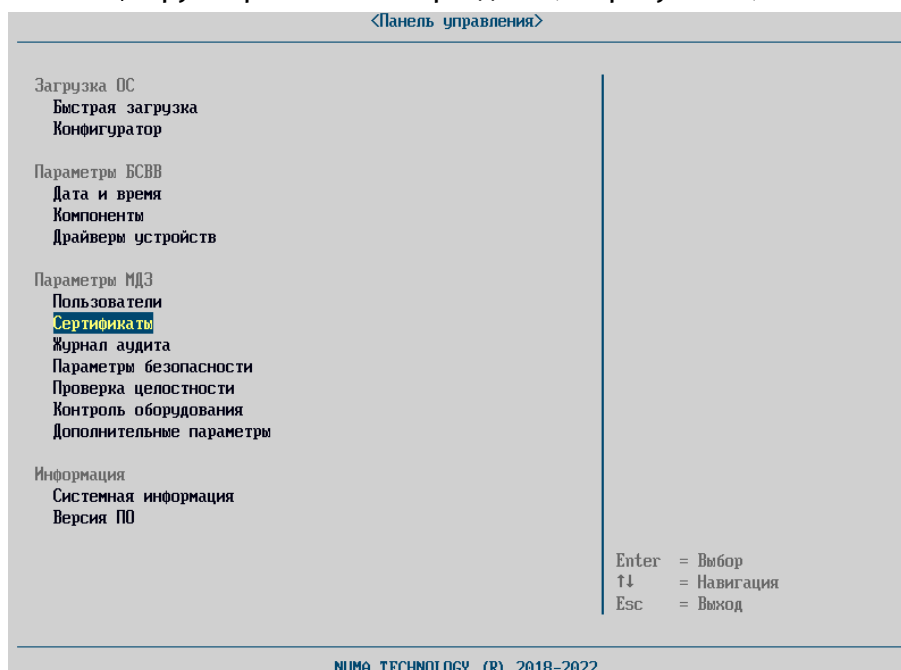 <Панель управления>
Загрузка ОС
Быстрая загрузка
Конфигуратор
Параметры БСВВ
Дата и время
Компоненты
Драйверы устройств
Параметры МДЗ
Пользователи
Сертификаты
Журнал аудита
Параметры безопасности
Проверка целостности
Контроль оборудования
Дополнительные параметры
Информация
Системная информация
Версия ПО
Enter = Выбор
↑↓ = Навигация
Esc = Выход
NUMA TECHNOLOGY (R) 2018-2022